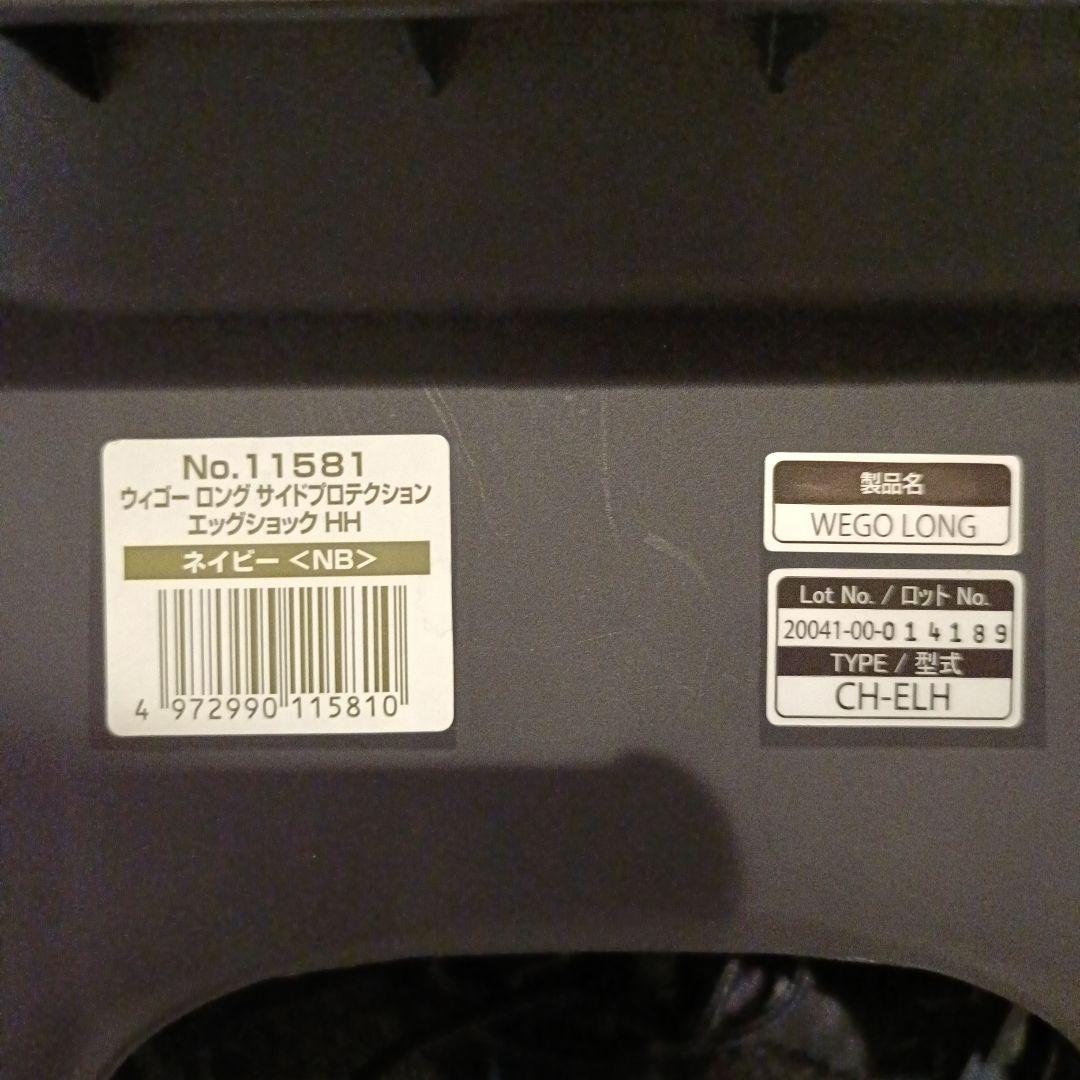 No.11581
ウィゴー ロング サイドプロテクション
エッグショック HH
ネイビー <NB>
4 972990 115810
製品名
WEGO LONG
Lot No. / ロット No.
20041-00-014189
TYPE / 型式
CH-ELH